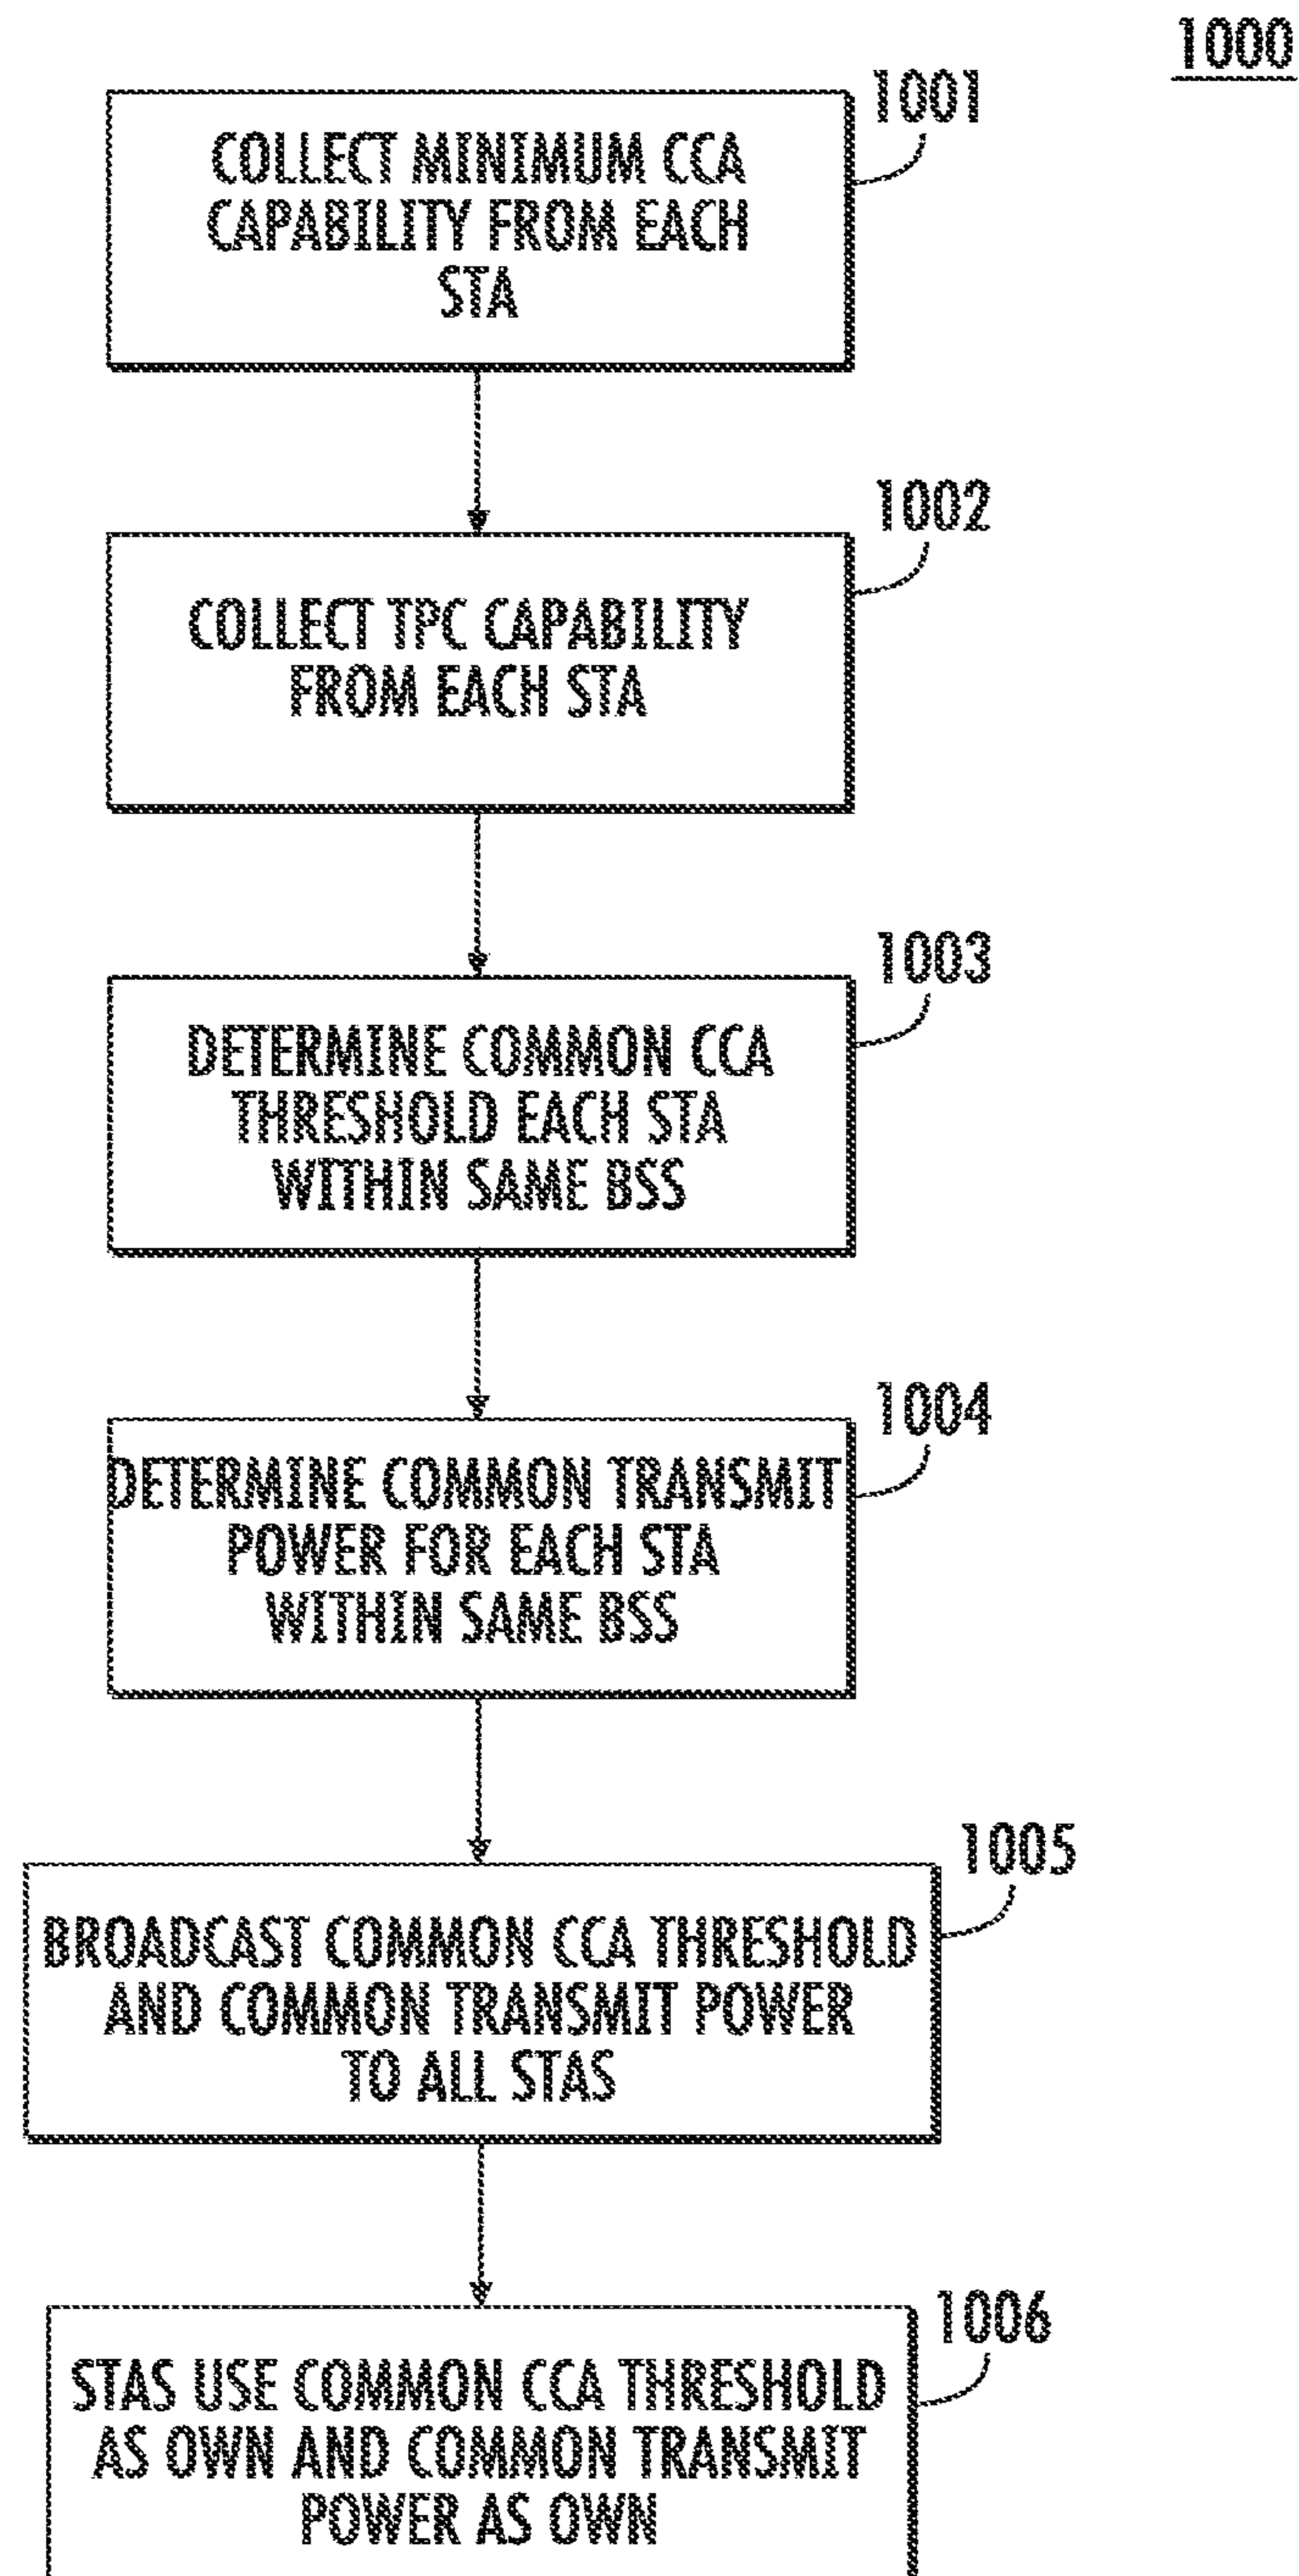 1000
1001
COLLECT MINIMUM CCA
CAPABILITY FROM EACH
STA
1002
COLLECT TPC CAPABILITY
FROM EACH STA
1003
DETERMINE COMMON CCA
THRESHOLD EACH STA
WITHIN SAME BSS
1004
DETERMINE COMMON TRANSMIT
POWER FOR EACH STA
WITHIN SAME BSS
1005
BROADCAST COMMON CCA THRESHOLD
AND COMMON TRANSMIT POWER
TO ALL STAS
1006
STAS USE COMMON CCA THRESHOLD
AS OWN AND COMMON TRANSMIT
POWER AS OWN